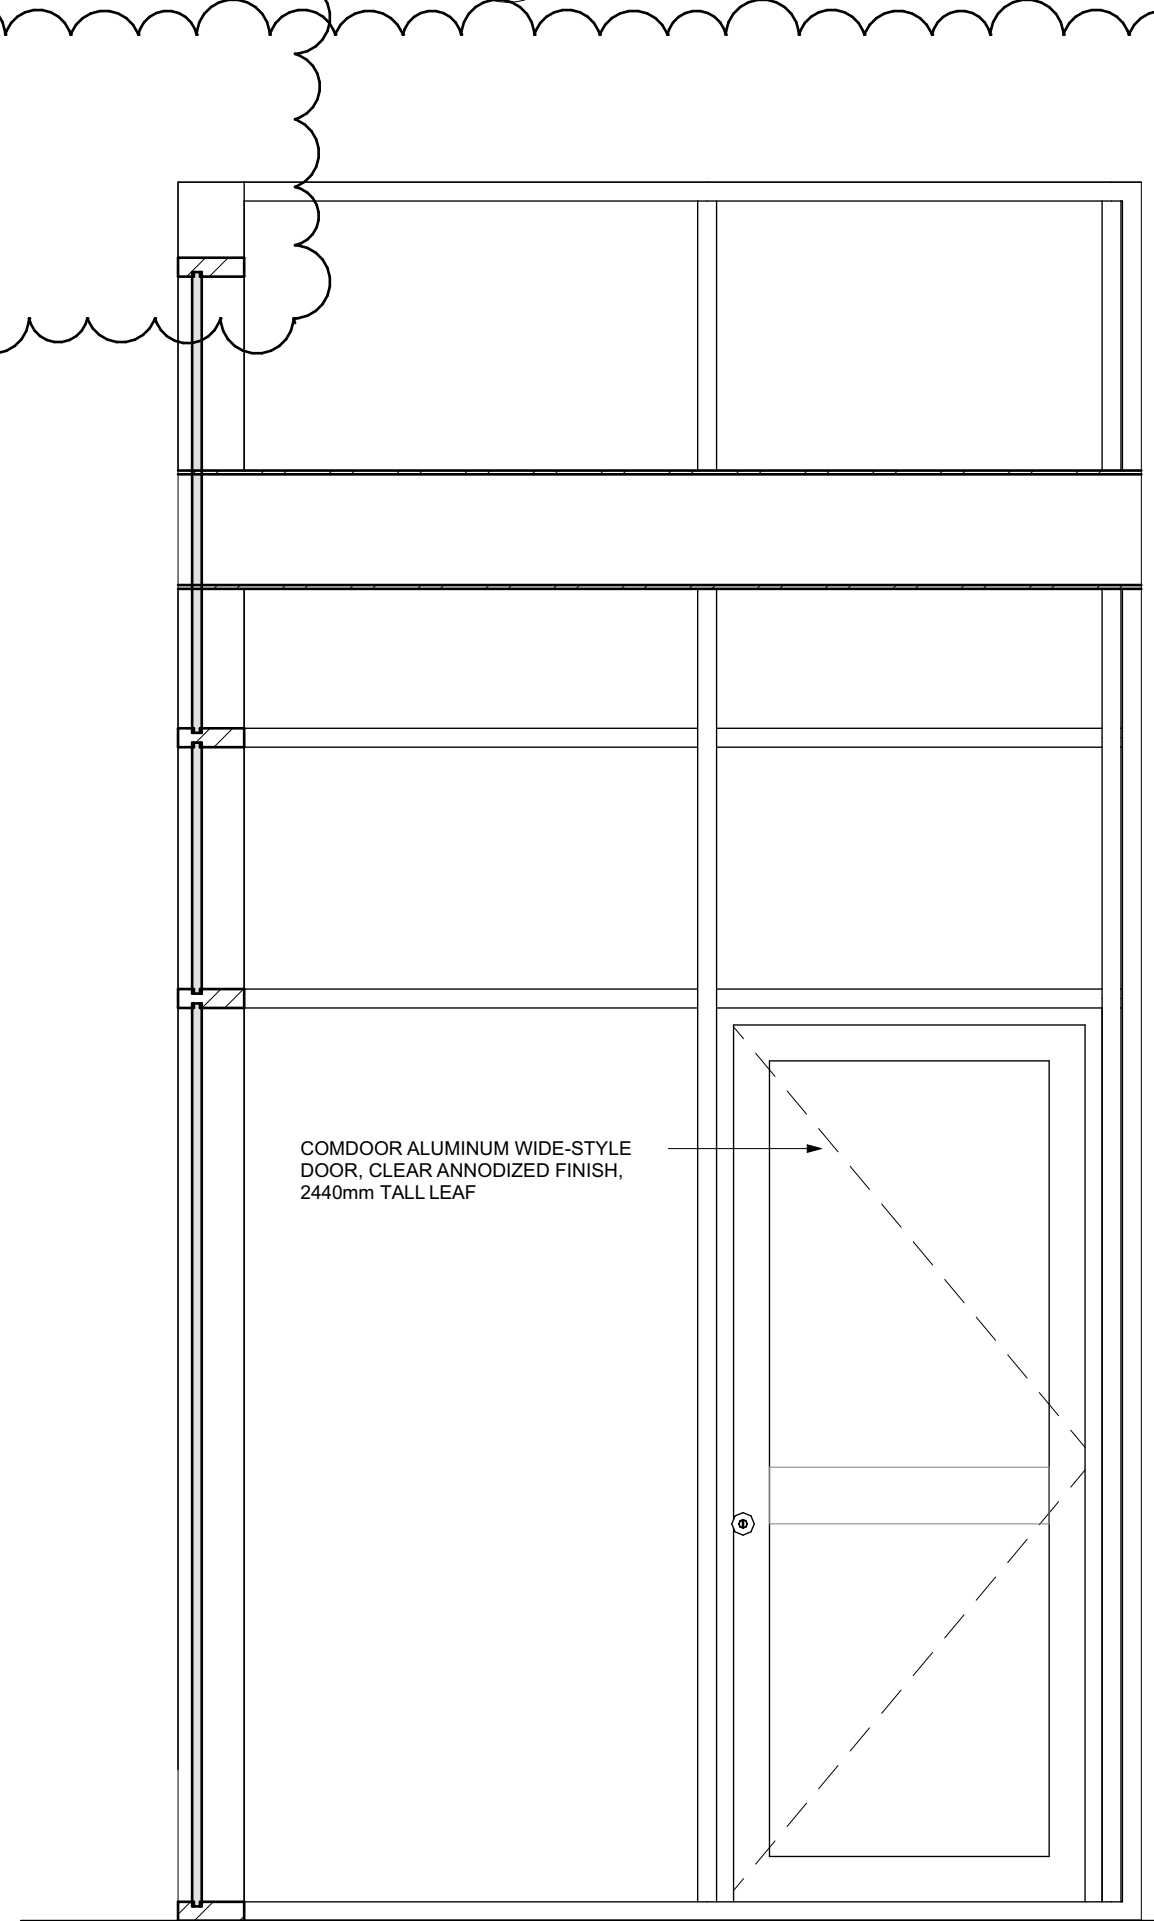 COMDOOR ALUMINUM WIDE-STYLE
DOOR, CLEAR ANNODIZED FINISH,
2440mm TALL LEAF